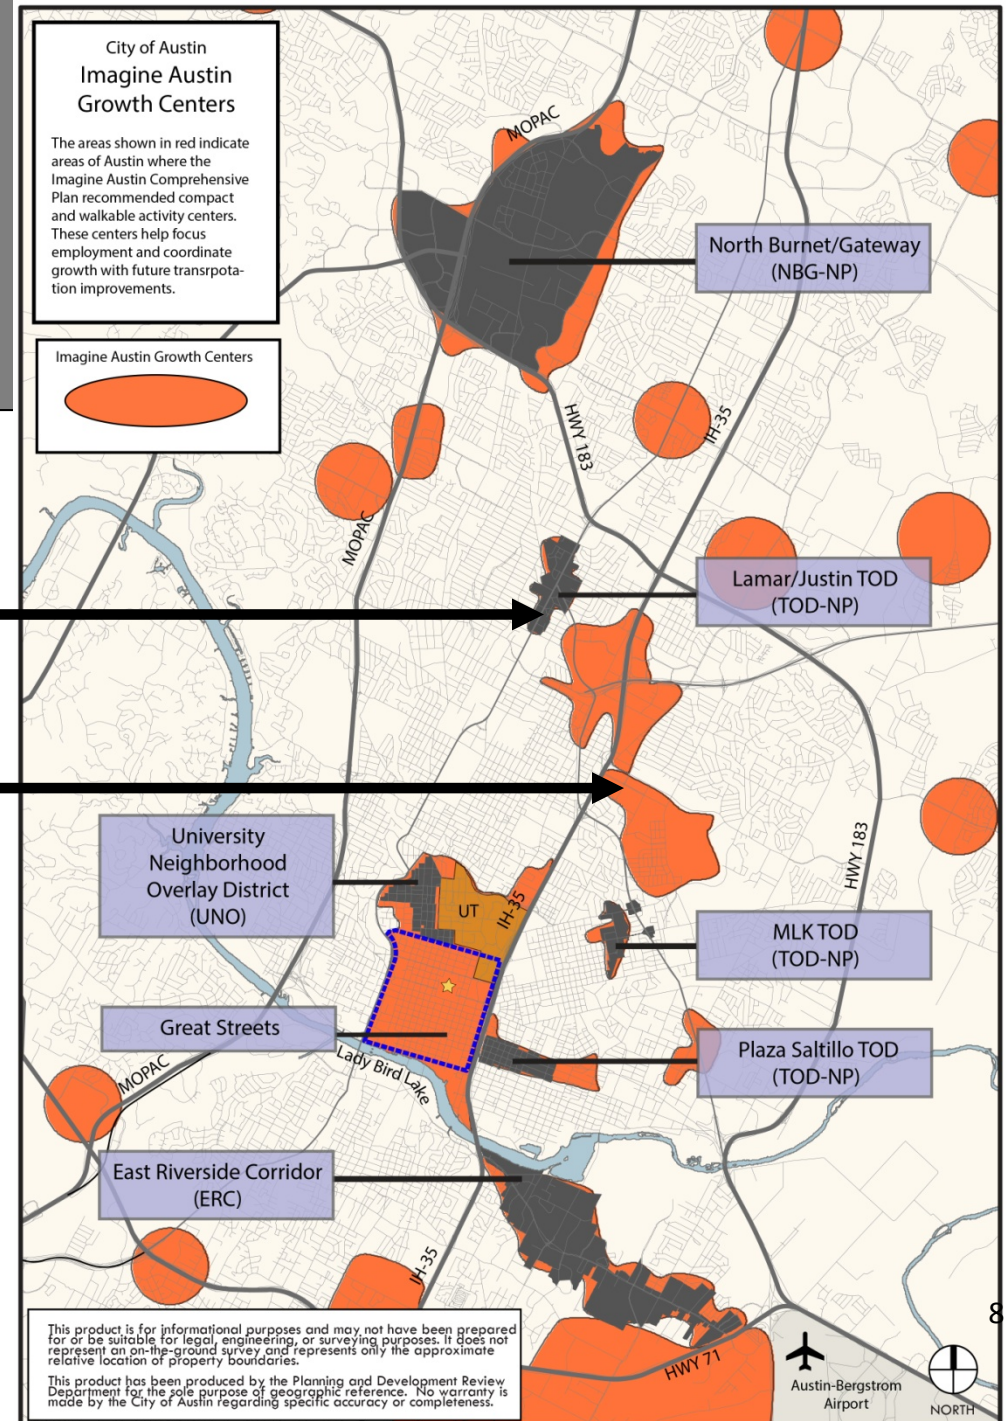 City of Austin
Imagine Austin
Growth Centers
The areas shown in red indicate
areas of Austin where the
Imagine Austin Comprehensive
Plan recommended compact
and walkable activity centers.
These centers help focus
employment and coordinate
growth with future transrpota-
tion improvements.
Imagine Austin Growth Centers
MOPAC
North Burnet/Gateway
(NBG-NP)
HWY 183
IH-35
MOPAC
Lamar/Justin TOD
(TOD-NP)
University
Neighborhood
Overlay District
(UNO)
HWY 183
UT
IH-35
MLK TOD
(TOD-NP)
Great Streets
Plaza Saltillo TOD
(TOD-NP)
MOPAC
Lady Bird Lake
East Riverside Corridor
(ERC)
IH-35
8
This product is for informational purposes and may not have been prepared
for or be suitable for legal, engineering, or surveying purposes. It does not
represent an on-the-ground survey and represents only the approximate
relative location of property boundaries.
This product has been produced by the Planning and Development Review
Department for the sole purpose of geographic reference. No warranty is
made by the City of Austin regarding specific accuracy or completeness.
HWY 71
Austin-Bergstrom
Airport
NORTH